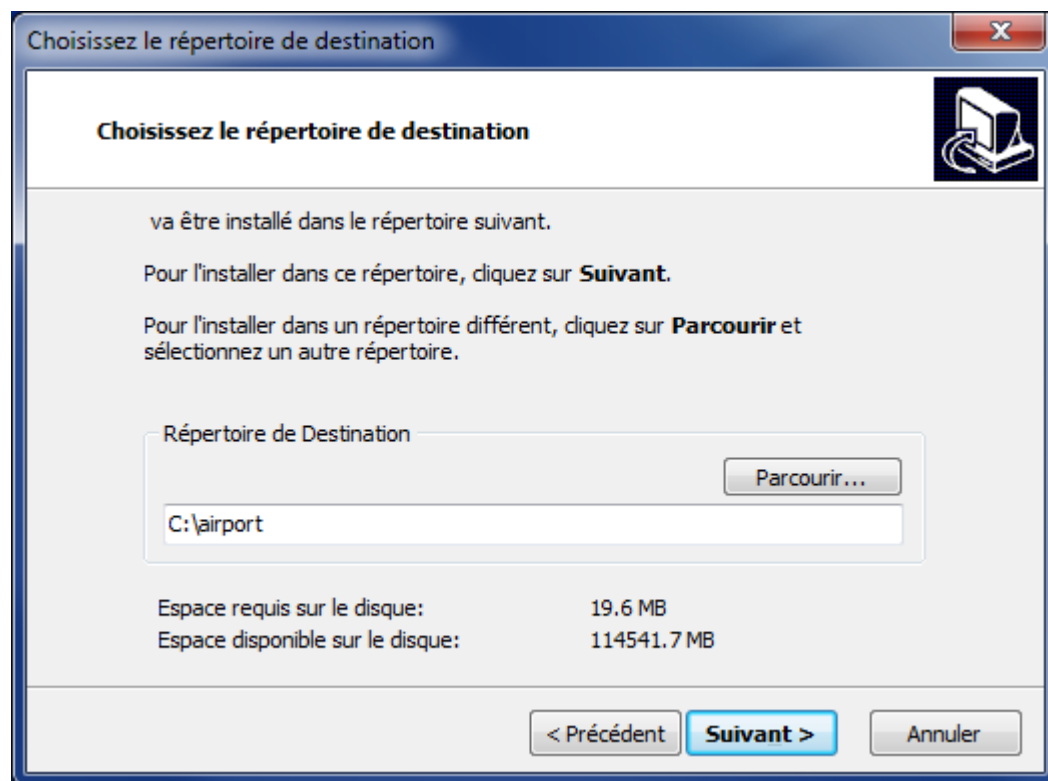 Choisissez le répertoire de destination
Choisissez le répertoire de destination
va être installé dans le répertoire suivant.
Pour l'installer dans ce répertoire, cliquez sur Suivant.
Pour l'installer dans un répertoire différent, cliquez sur Parcourir et
sélectionnez un autre répertoire.
Répertoire de Destination
Parcourir...
C:\airport
Espace requis sur le disque: 19.6 MB
Espace disponible sur le disque: 114541.7 MB
< Précédent Suivant > Annuler